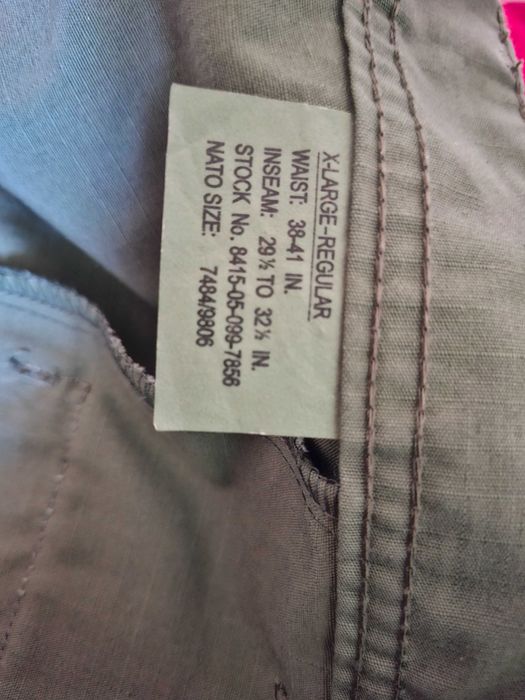 X-LARGE-REGULAR
WAIST: 38-41 IN.
INSEAM: 29½ TO 32½ IN.
STOCK No. 8415-05-099-7856
NATO SIZE: 7484/9806